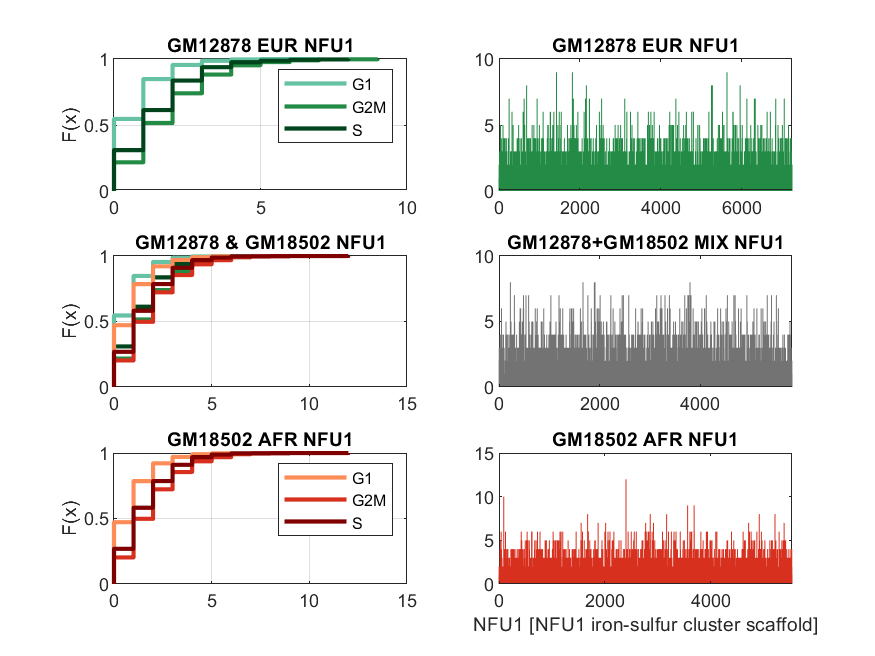 GM12878 EUR NFU1
1
0.5
0
F(x)
0 5 10
G1
G2M
S
GM12878 EUR NFU1
10
5
0
0 2000 4000 6000
GM12878 & GM18502 NFU1
1
0.5
0
F(x)
0 5 10 15
GM12878+GM18502 MIX NFU1
10
5
0
0 2000 4000
GM18502 AFR NFU1
1
0.5
0
F(x)
0 5 10 15
G1
G2M
S
GM18502 AFR NFU1
15
10
5
0
0 2000 4000
NFU1 [NFU1 iron-sulfur cluster scaffold]